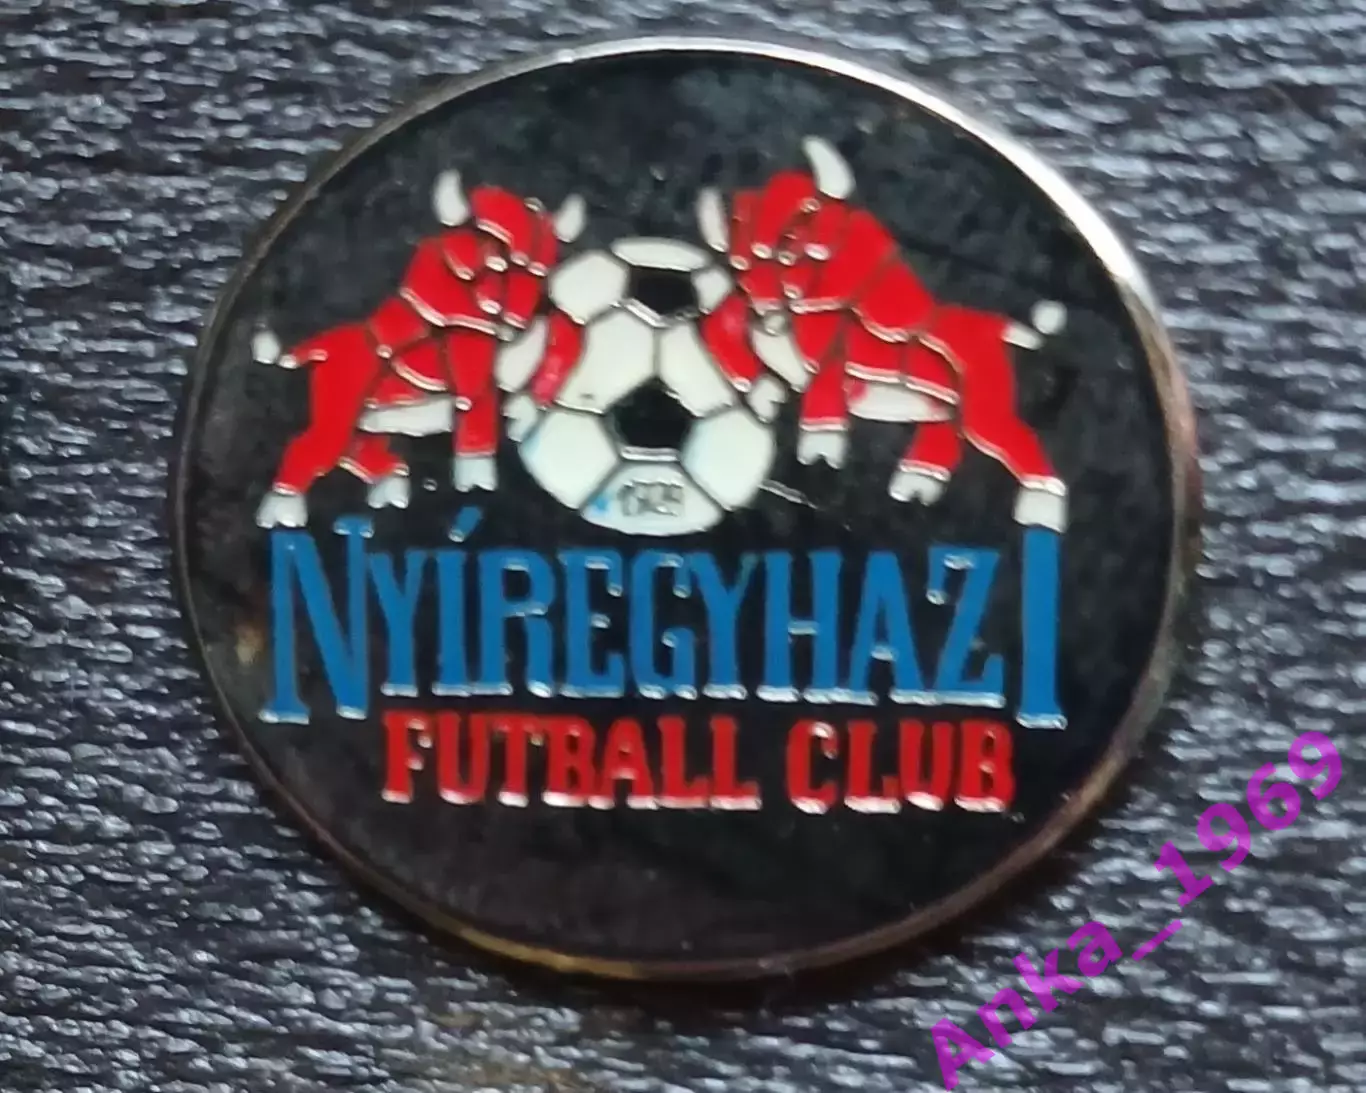 NYÍREGYHAZI
FUTBALL CLUB
Anka_1969